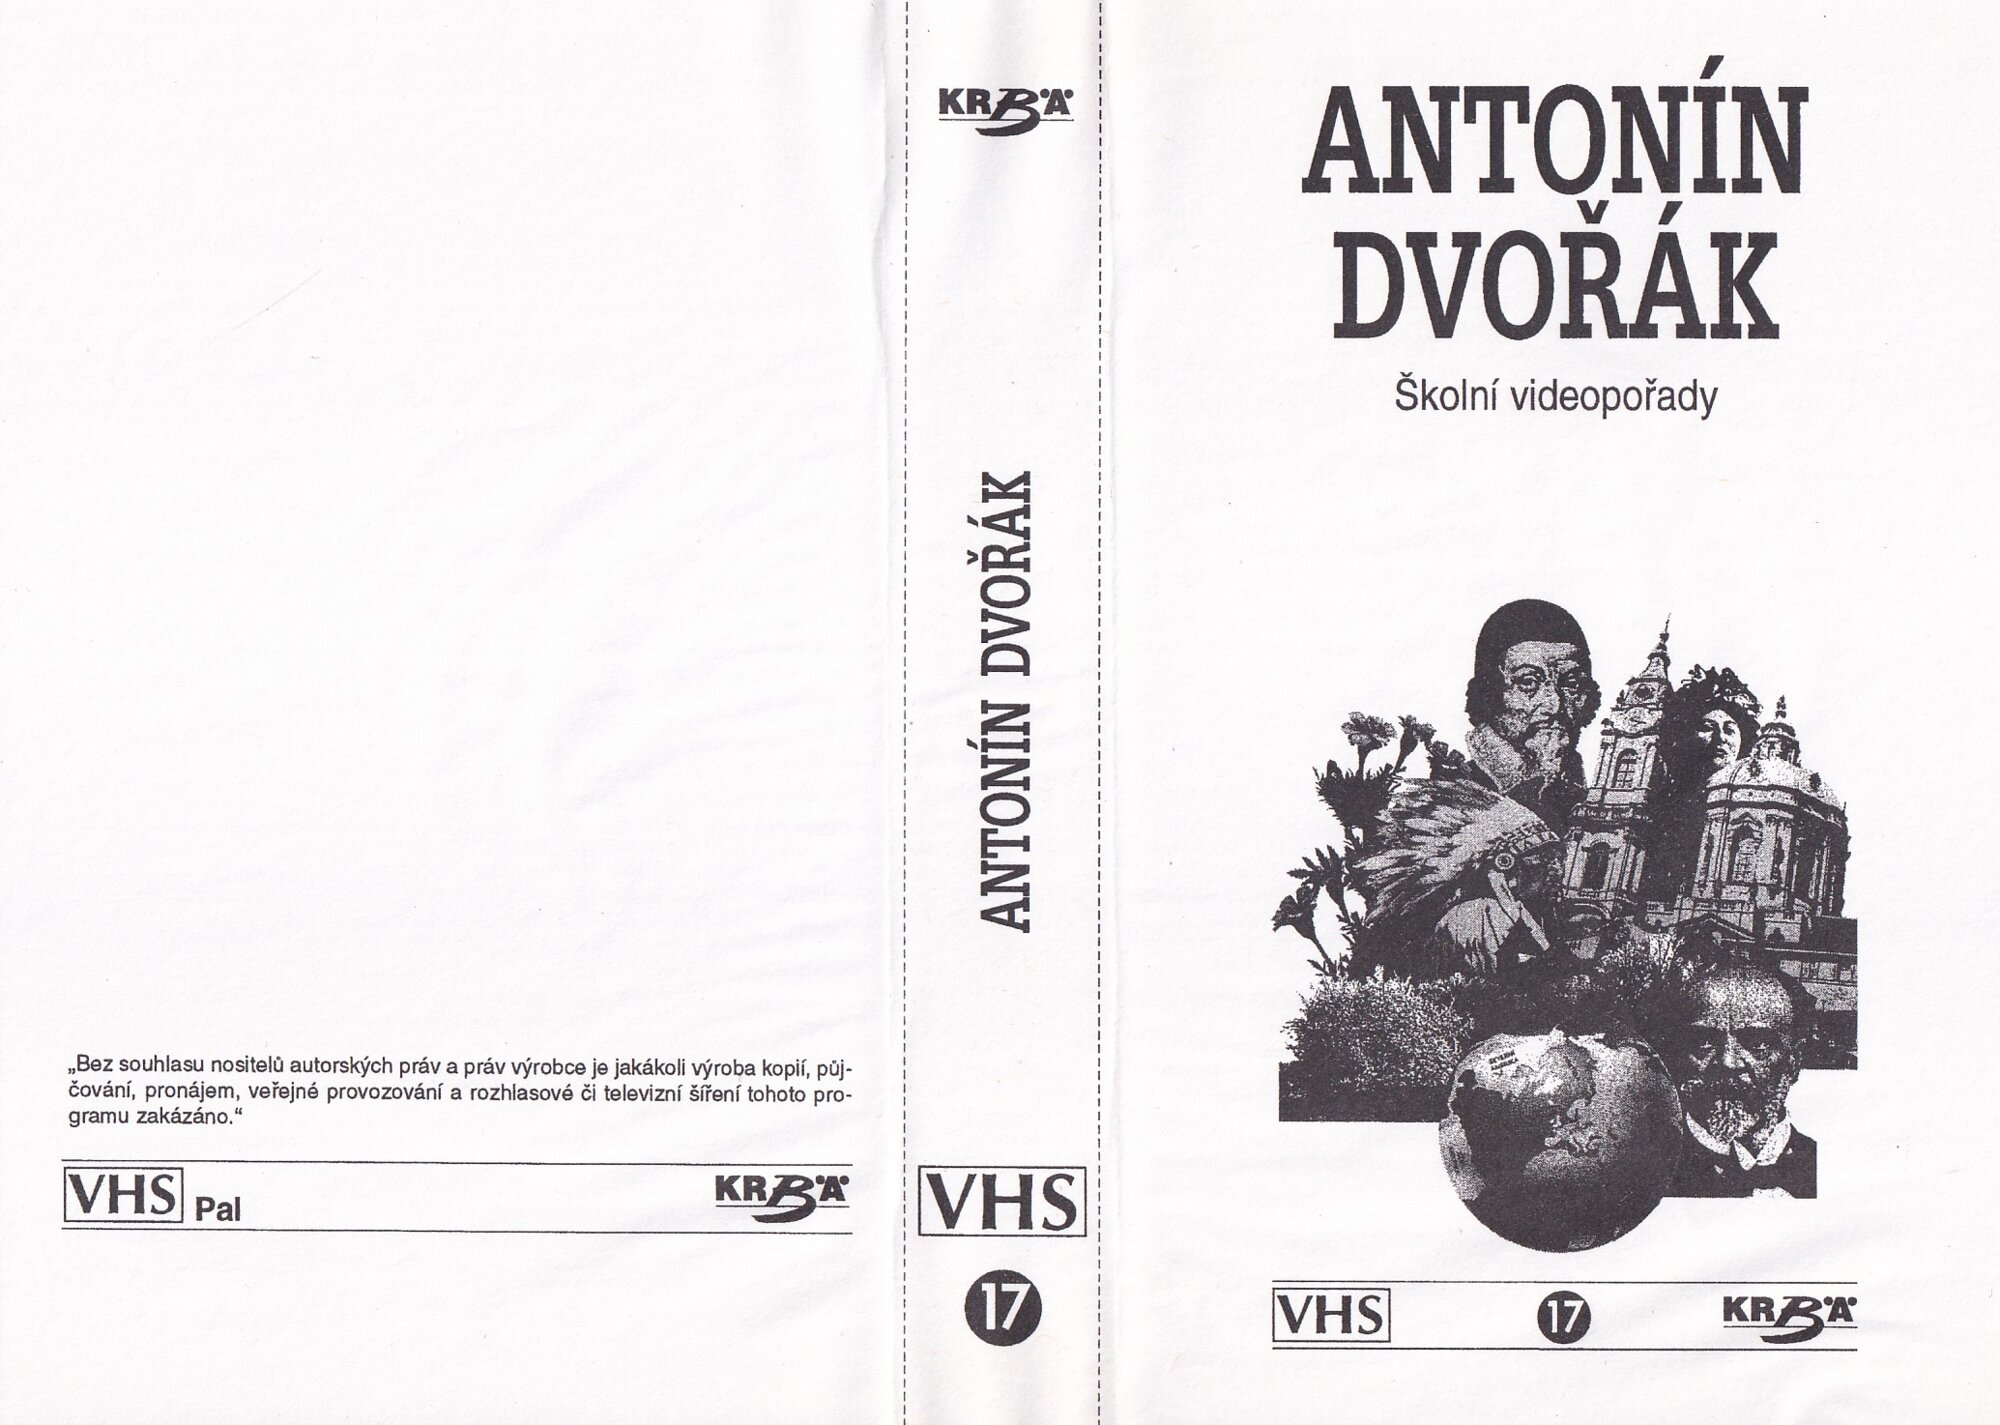 „Bez souhlasu nositelů autorských práv a práv výrobce je jakákoli výroba kopií, půj-
čování, pronájem, veřejné provozování a rozhlasové či televizní šíření tohoto pro-
gramu zakázáno.“
VHS Pal
KRBA
KRBA
ANTONÍN DVOŘÁK
VHS
17
ANTONÍN
DVOŘÁK
Školní videopořady
SEVERNÍ
AMERIKA
VHS
17
KRBA